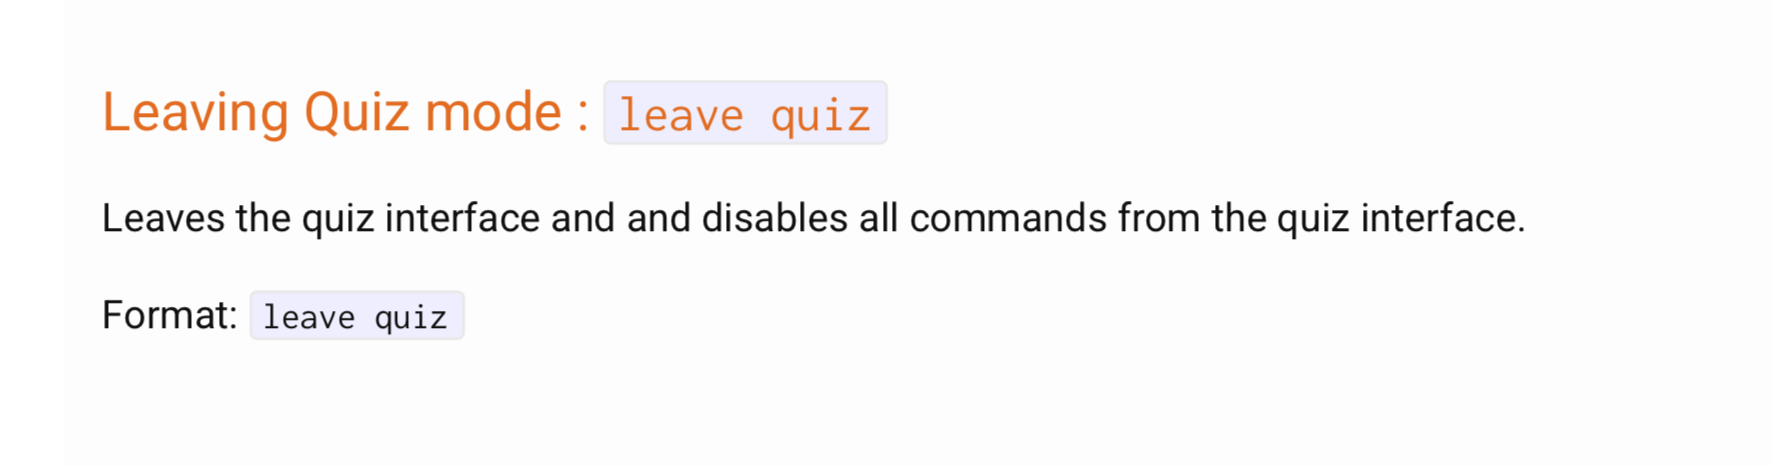 Leaving Quiz mode : leave quiz
Leaves the quiz interface and and disables all commands from the quiz interface.
Format: leave quiz